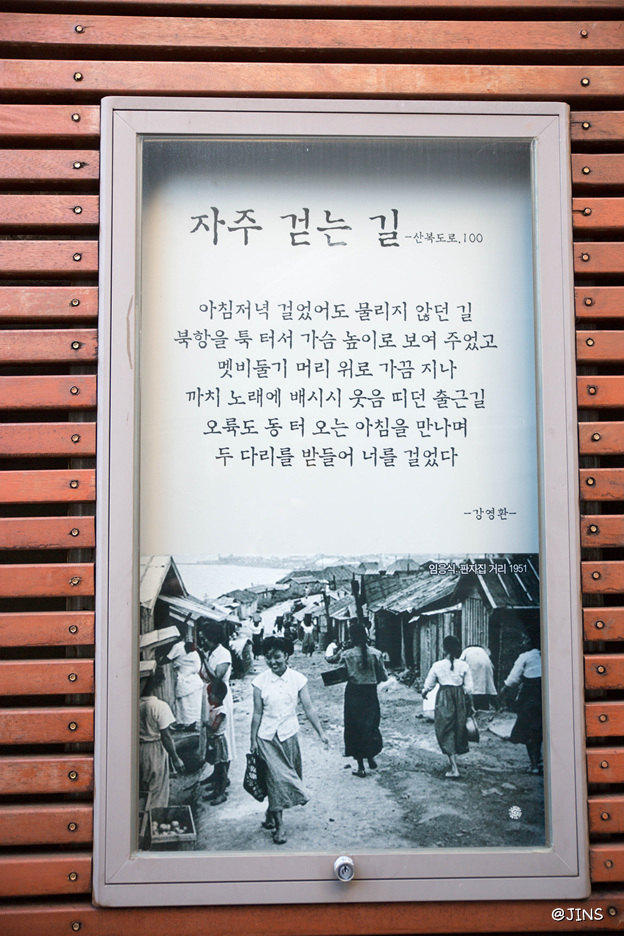 자주 걷는 길 -산복도로.100
아침저녁 걸었어도 물리지 않던 길
북항을 툭 터서 가슴 높이로 보여 주었고
멧비둘기 머리 위로 가끔 지나
까치 노래에 배시시 웃음 띠던 출근길
오륙도 동 터 오는 아침을 만나며
두 다리를 받들어 너를 걸었다
-강영환-
임응식, 판자집 거리 1951
@JINS